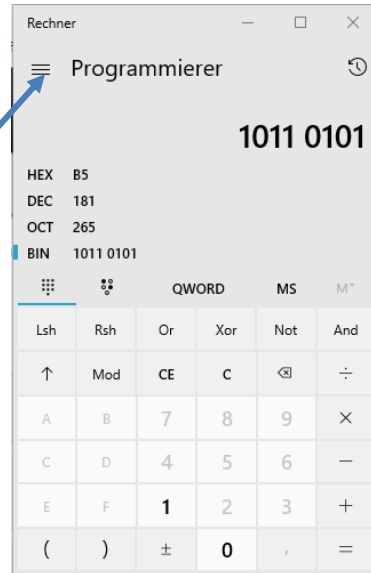 Rechner
Programmierer
1011 0101
HEX B5
DEC 181
OCT 265
BIN 1011 0101
QWORD MS M˅
Lsh Rsh Or Xor Not And
↑ Mod CE C ⌫ ÷
A B 7 8 9 ×
C D 4 5 6 −
E F 1 2 3 +
( ) ± 0 , =